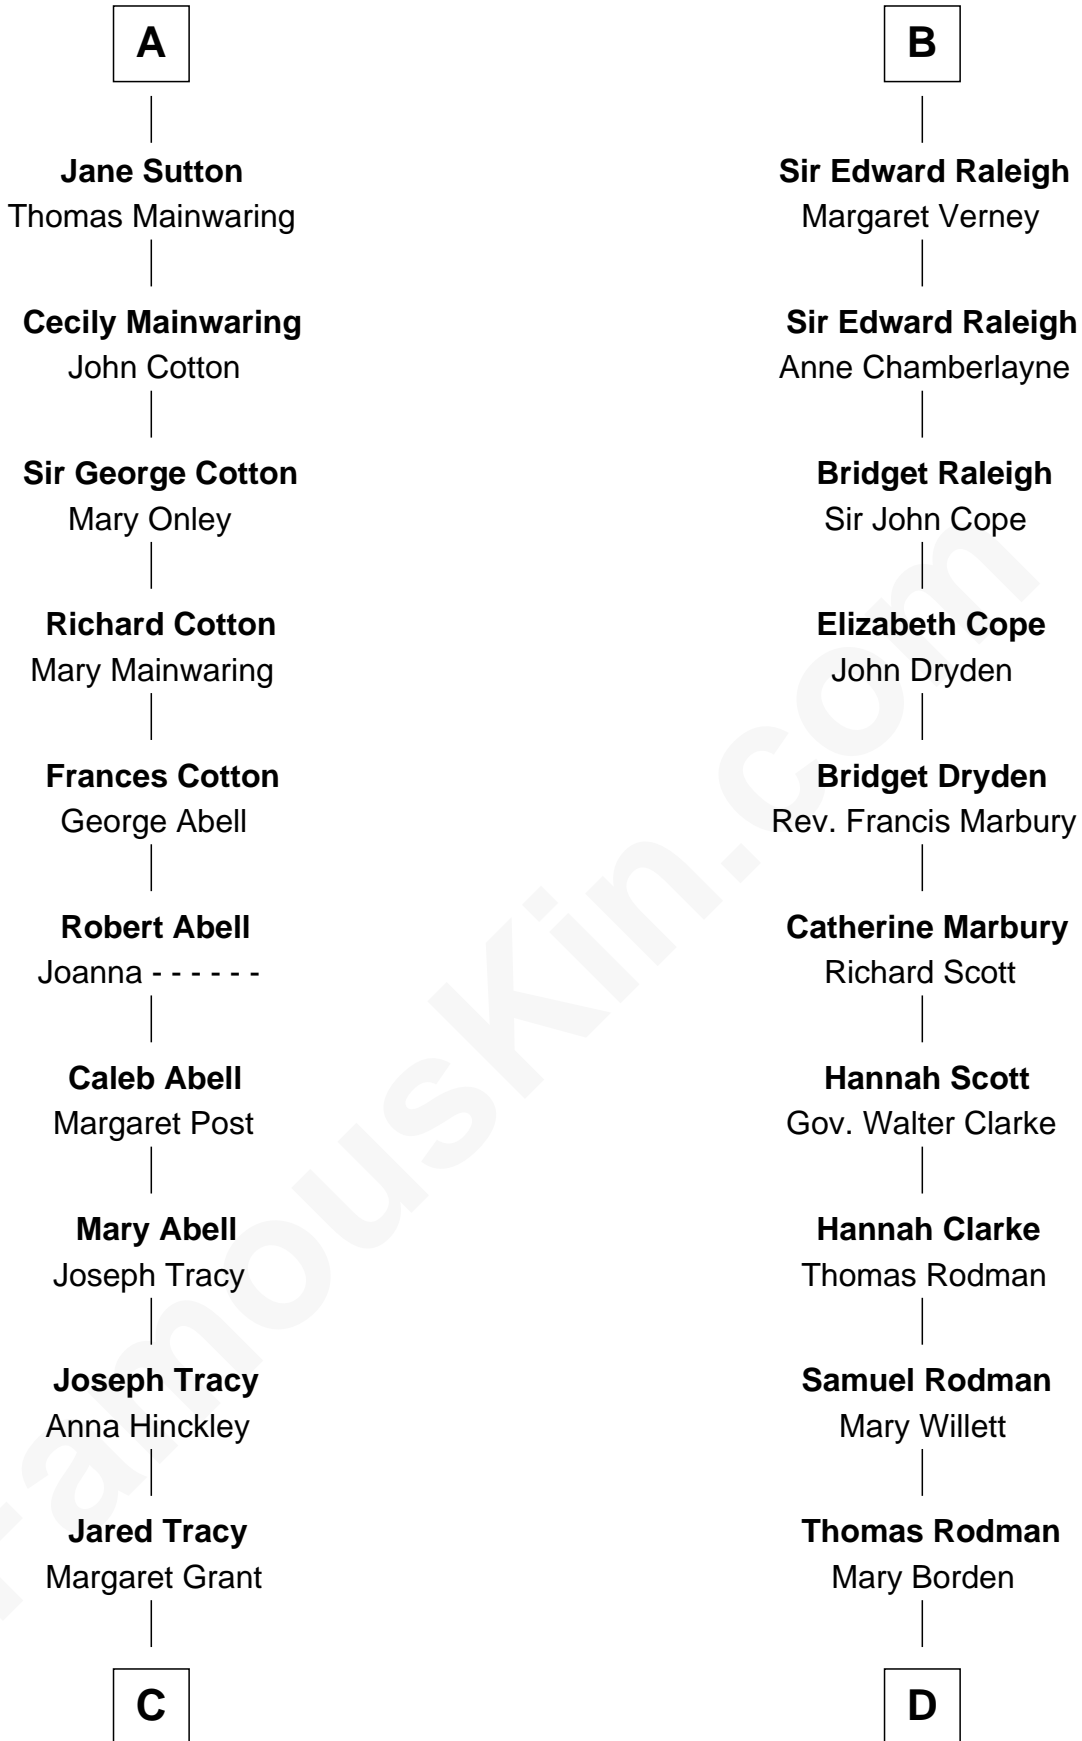 A
Jane Sutton
Thomas Mainwaring
Cecily Mainwaring
John Cotton
Sir George Cotton
Mary Onley
Richard Cotton
Mary Mainwaring
Frances Cotton
George Abell
Robert Abell
Joanna - - - - - -
Caleb Abell
Margaret Post
Mary Abell
Joseph Tracy
Joseph Tracy
Anna Hinckley
Jared Tracy
Margaret Grant
C
B
Sir Edward Raleigh
Margaret Verney
Sir Edward Raleigh
Anne Chamberlayne
Bridget Raleigh
Sir John Cope
Elizabeth Cope
John Dryden
Bridget Dryden
Rev. Francis Marbury
Catherine Marbury
Richard Scott
Hannah Scott
Gov. Walter Clarke
Hannah Clarke
Thomas Rodman
Samuel Rodman
Mary Willett
Thomas Rodman
Mary Borden
D
FamousKin.com